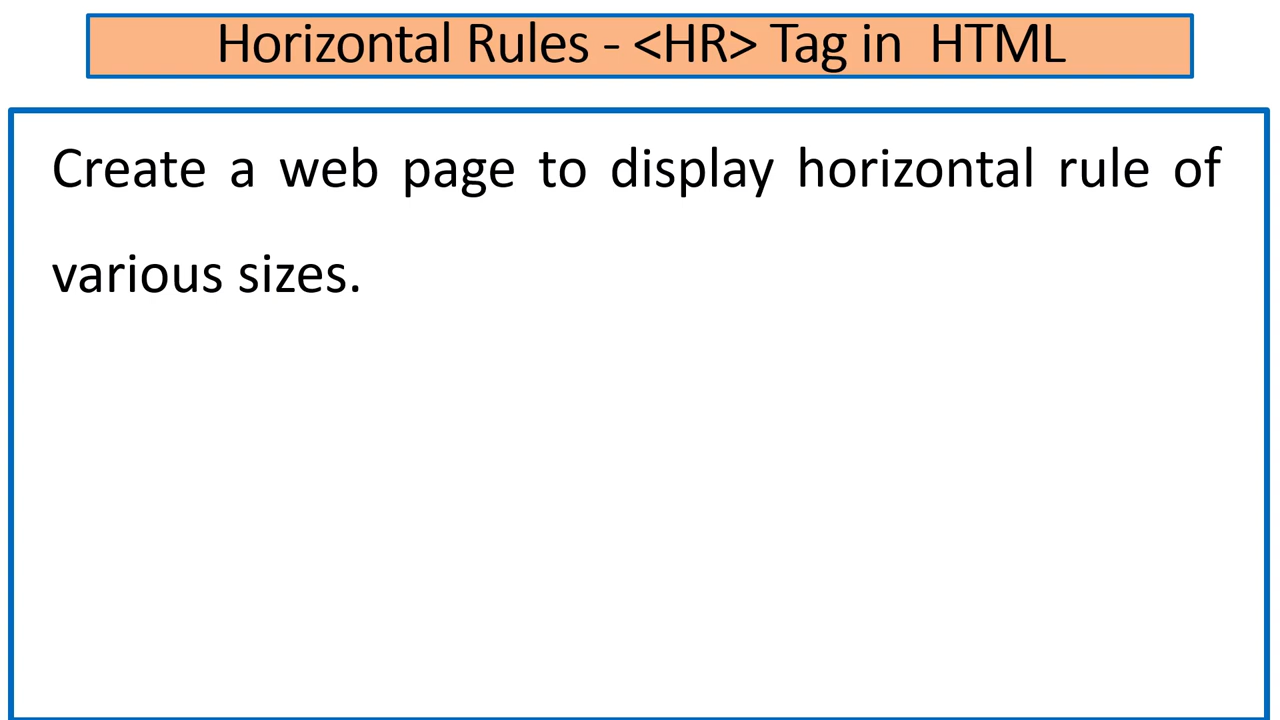 Horizontal Rules - <HR> Tag in HTML
Create a web page to display horizontal rule of
various sizes.